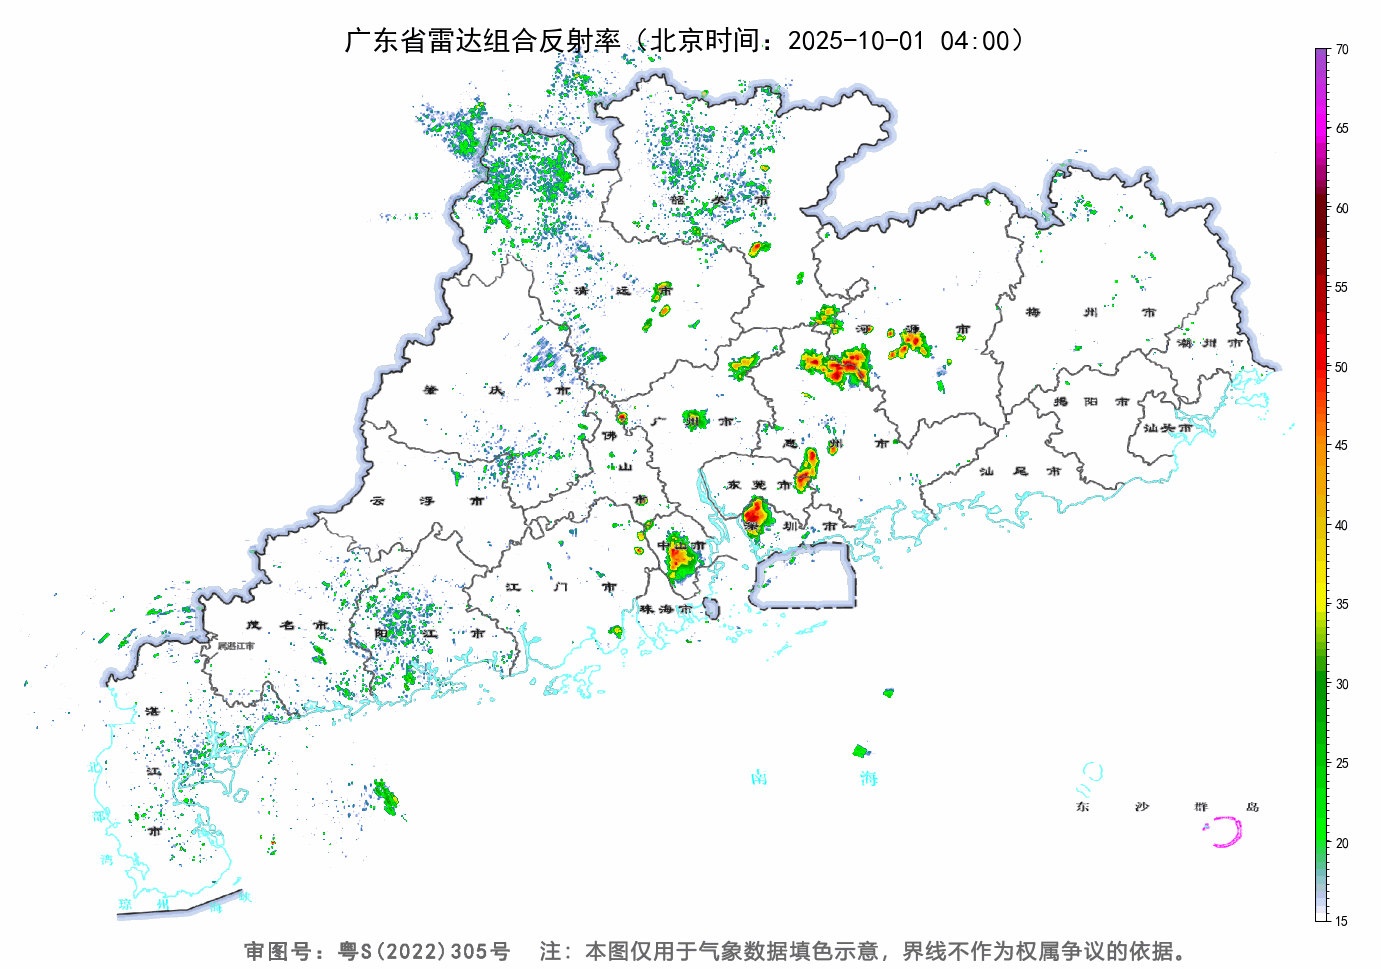 广东省雷达组合反射率（北京时间：2025-10-01 04:00）
70
65
60
55
50
45
40
35
30
25
20
15
韶关市
清远市
河源市
梅州市
潮州市
肇庆市
广州市
佛山市
惠州市
揭阳市
汕头市
汕尾市
东莞市
云浮市
深圳市
中山市
江门市
珠海市
茂名市
阳江市
属湛江市
湛江市
北部湾
琼州海峡
南海
东沙群岛
审图号：粤S(2022)305号 注：本图仅用于气象数据填色示意，界线不作为权属争议的依据。